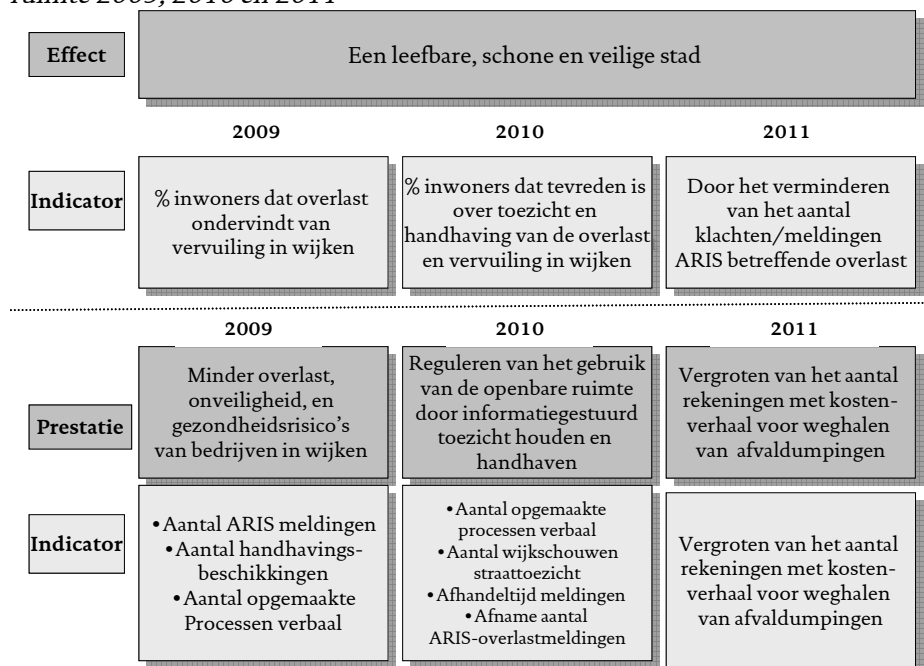 ruimte 2009, 2010 en 2011
Effect
Een leefbare, schone en veilige stad
2009
2010
2011
Indicator
% inwoners dat overlast
ondervindt van
vervuiling in wijken
% inwoners dat tevreden is
over toezicht en
handhaving van de overlast
en vervuiling in wijken
Door het verminderen
van het aantal
klachten/meldingen
ARIS betreffende overlast
2009
2010
2011
Prestatie
Minder overlast,
onveiligheid, en
gezondheidsrisico's
van bedrijven in wijken
Reguleren van het gebruik
van de openbare ruimte
door informatiegestuurd
toezicht houden en
handhaven
Vergroten van het aantal
rekeningen met kosten-
verhaal voor weghalen
van afvaldumpingen
Indicator
•Aantal ARIS meldingen
•Aantal handhavings-
beschikkingen
•Aantal opgemaakte
Processen verbaal
•Aantal opgemaakte
processen verbaal
•Aantal wijkschouwen
straattoezicht
•Afhandeltijd meldingen
•Afname aantal
ARIS-overlastmeldingen
Vergroten van het aantal
rekeningen met kosten-
verhaal voor weghalen
van afvaldumpingen